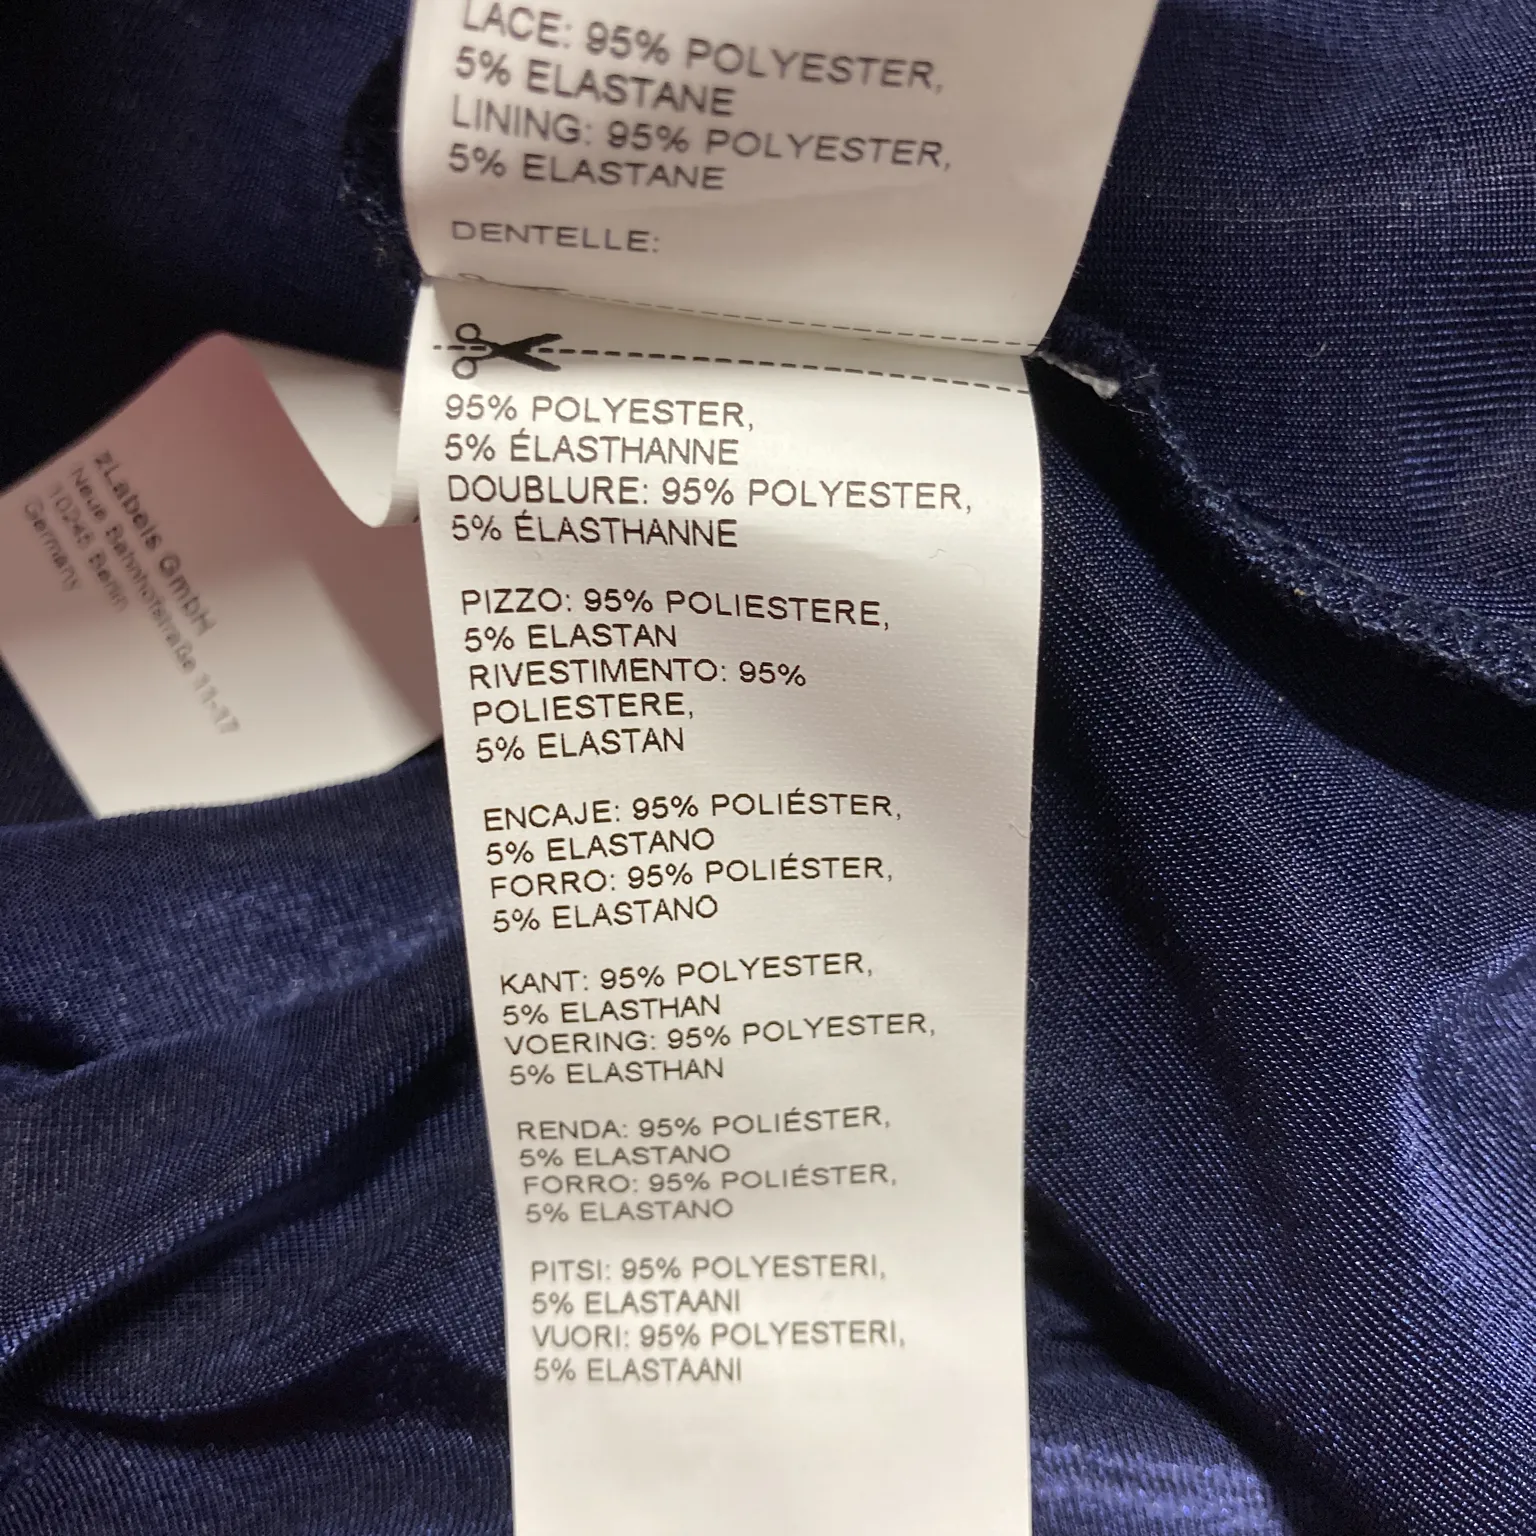 LACE: 95% POLYESTER,
5% ELASTANE
LINING: 95% POLYESTER,
5% ELASTANE
DENTELLE:
95% POLYESTER,
5% ÉLASTHANNE
DOUBLURE: 95% POLYESTER,
5% ÉLASTHANNE
PIZZO: 95% POLIESTERE,
5% ELASTAN
RIVESTIMENTO: 95%
POLIESTERE,
5% ELASTAN
ENCAJE: 95% POLIÉSTER,
5% ELASTANO
FORRO: 95% POLIÉSTER,
5% ELASTANO
KANT: 95% POLYESTER,
5% ELASTHAN
VOERING: 95% POLYESTER,
5% ELASTHAN
RENDA: 95% POLIÉSTER,
5% ELASTANO
FORRO: 95% POLIÉSTER,
5% ELASTANO
PITSI: 95% POLYESTERI,
5% ELASTAANI
VUORI: 95% POLYESTERI,
5% ELASTAANI
zLabels GmbH
Neue Bahnhofstraße 11-17
10245 Berlin
Germany